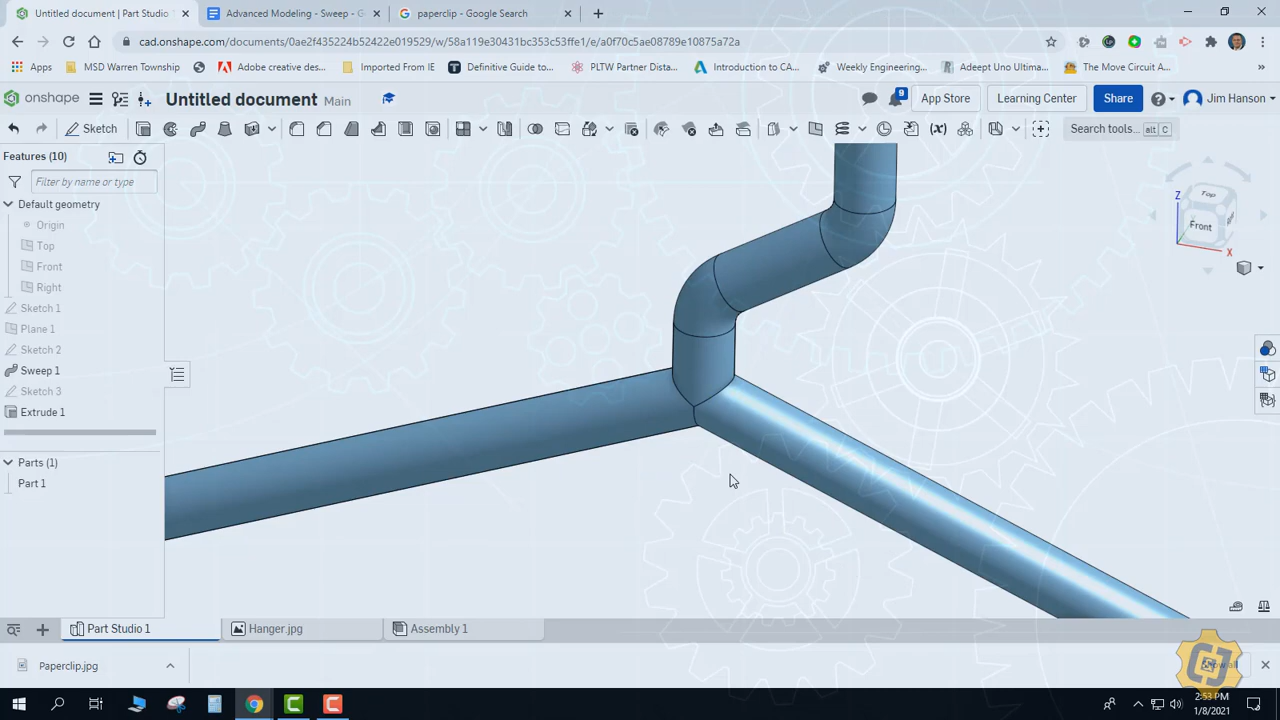 Untitled document | Part Studio
Advanced Modeling - Sweep - G
paperclip - Google Search
cad.onshape.com/documents/0ae2f435224b52422e019529/w/58a119e30431bc353c53ffe1/e/a0f70c5ae08789e10875a72a
Apps
MSD Warren Township
Adobe creative des...
Imported From IE
Definitive Guide to...
PLTW Partner Dista...
Introduction to CA...
Weekly Engineering...
Adeept Uno Ultima...
The Move Circuit A...
»
onshape
Untitled document Main
9
App Store
Learning Center
Share
Jim Hanson
Sketch
Search tools... alt C
Features (10)
Filter by name or type
Default geometry
Origin
Top
Front
Right
Sketch 1
Plane 1
Sketch 2
Sweep 1
Sketch 3
Extrude 1
Parts (1)
Part 1
Z
Top
Front
X
Part Studio 1
Hanger.jpg
Assembly 1
Paperclip.jpg
Show all
2:53 PM
1/8/2021